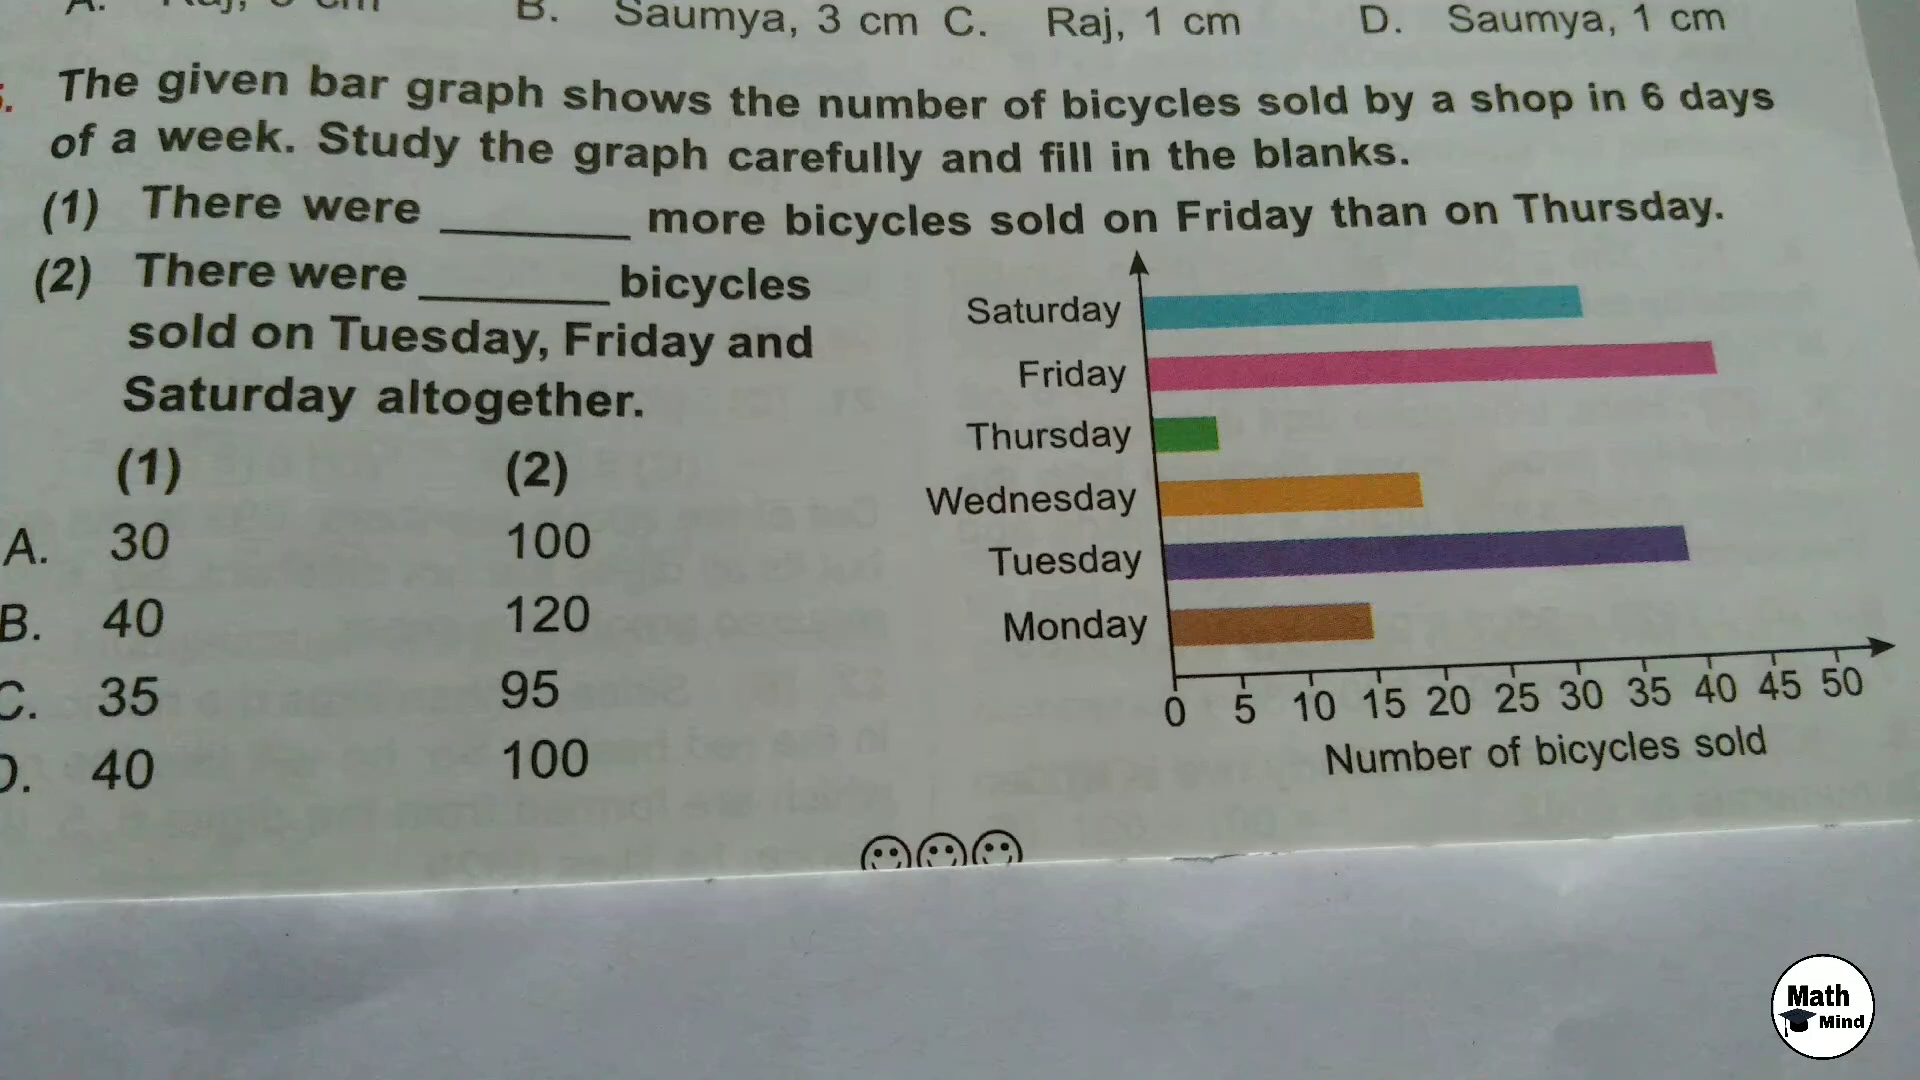 B. Saumya, 3 cm C. Raj, 1 cm D. Saumya, 1 cm
The given bar graph shows the number of bicycles sold by a shop in 6 days
of a week. Study the graph carefully and fill in the blanks.
(1) There were ________ more bicycles sold on Friday than on Thursday.
(2) There were ________ bicycles
sold on Tuesday, Friday and
Saturday altogether.
(1) (2)
A. 30 100
B. 40 120
C. 35 95
D. 40 100
Saturday
Friday
Thursday
Wednesday
Tuesday
Monday
0 5 10 15 20 25 30 35 40 45 50
Number of bicycles sold
Math
Mind